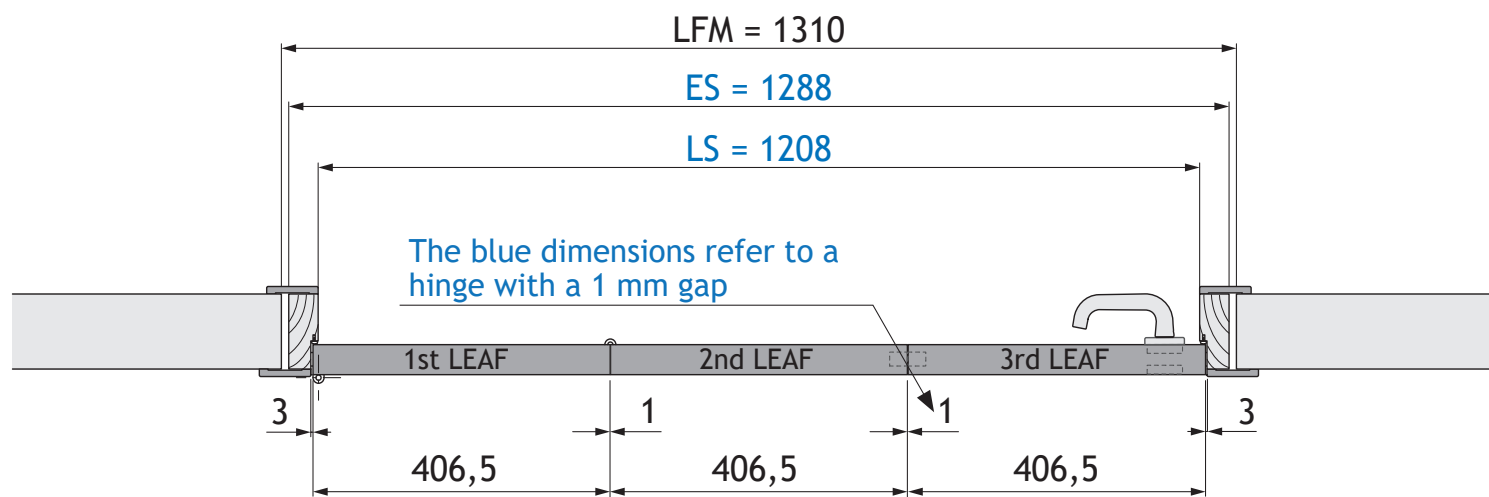 LFM = 1310
ES = 1288
LS = 1208
The blue dimensions refer to a
hinge with a 1 mm gap
1st LEAF
2nd LEAF
3rd LEAF
3
1
1
3
406,5
406,5
406,5